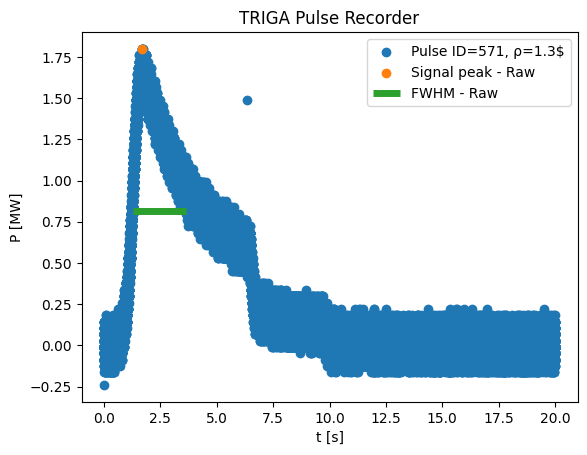 TRIGA Pulse Recorder
Pulse ID=571, ρ=1.3$
Signal peak - Raw
FWHM - Raw
P [MW]
1.75
1.50
1.25
1.00
0.75
0.50
0.25
0.00
−0.25
0.0 2.5 5.0 7.5 10.0 12.5 15.0 17.5 20.0
t [s]